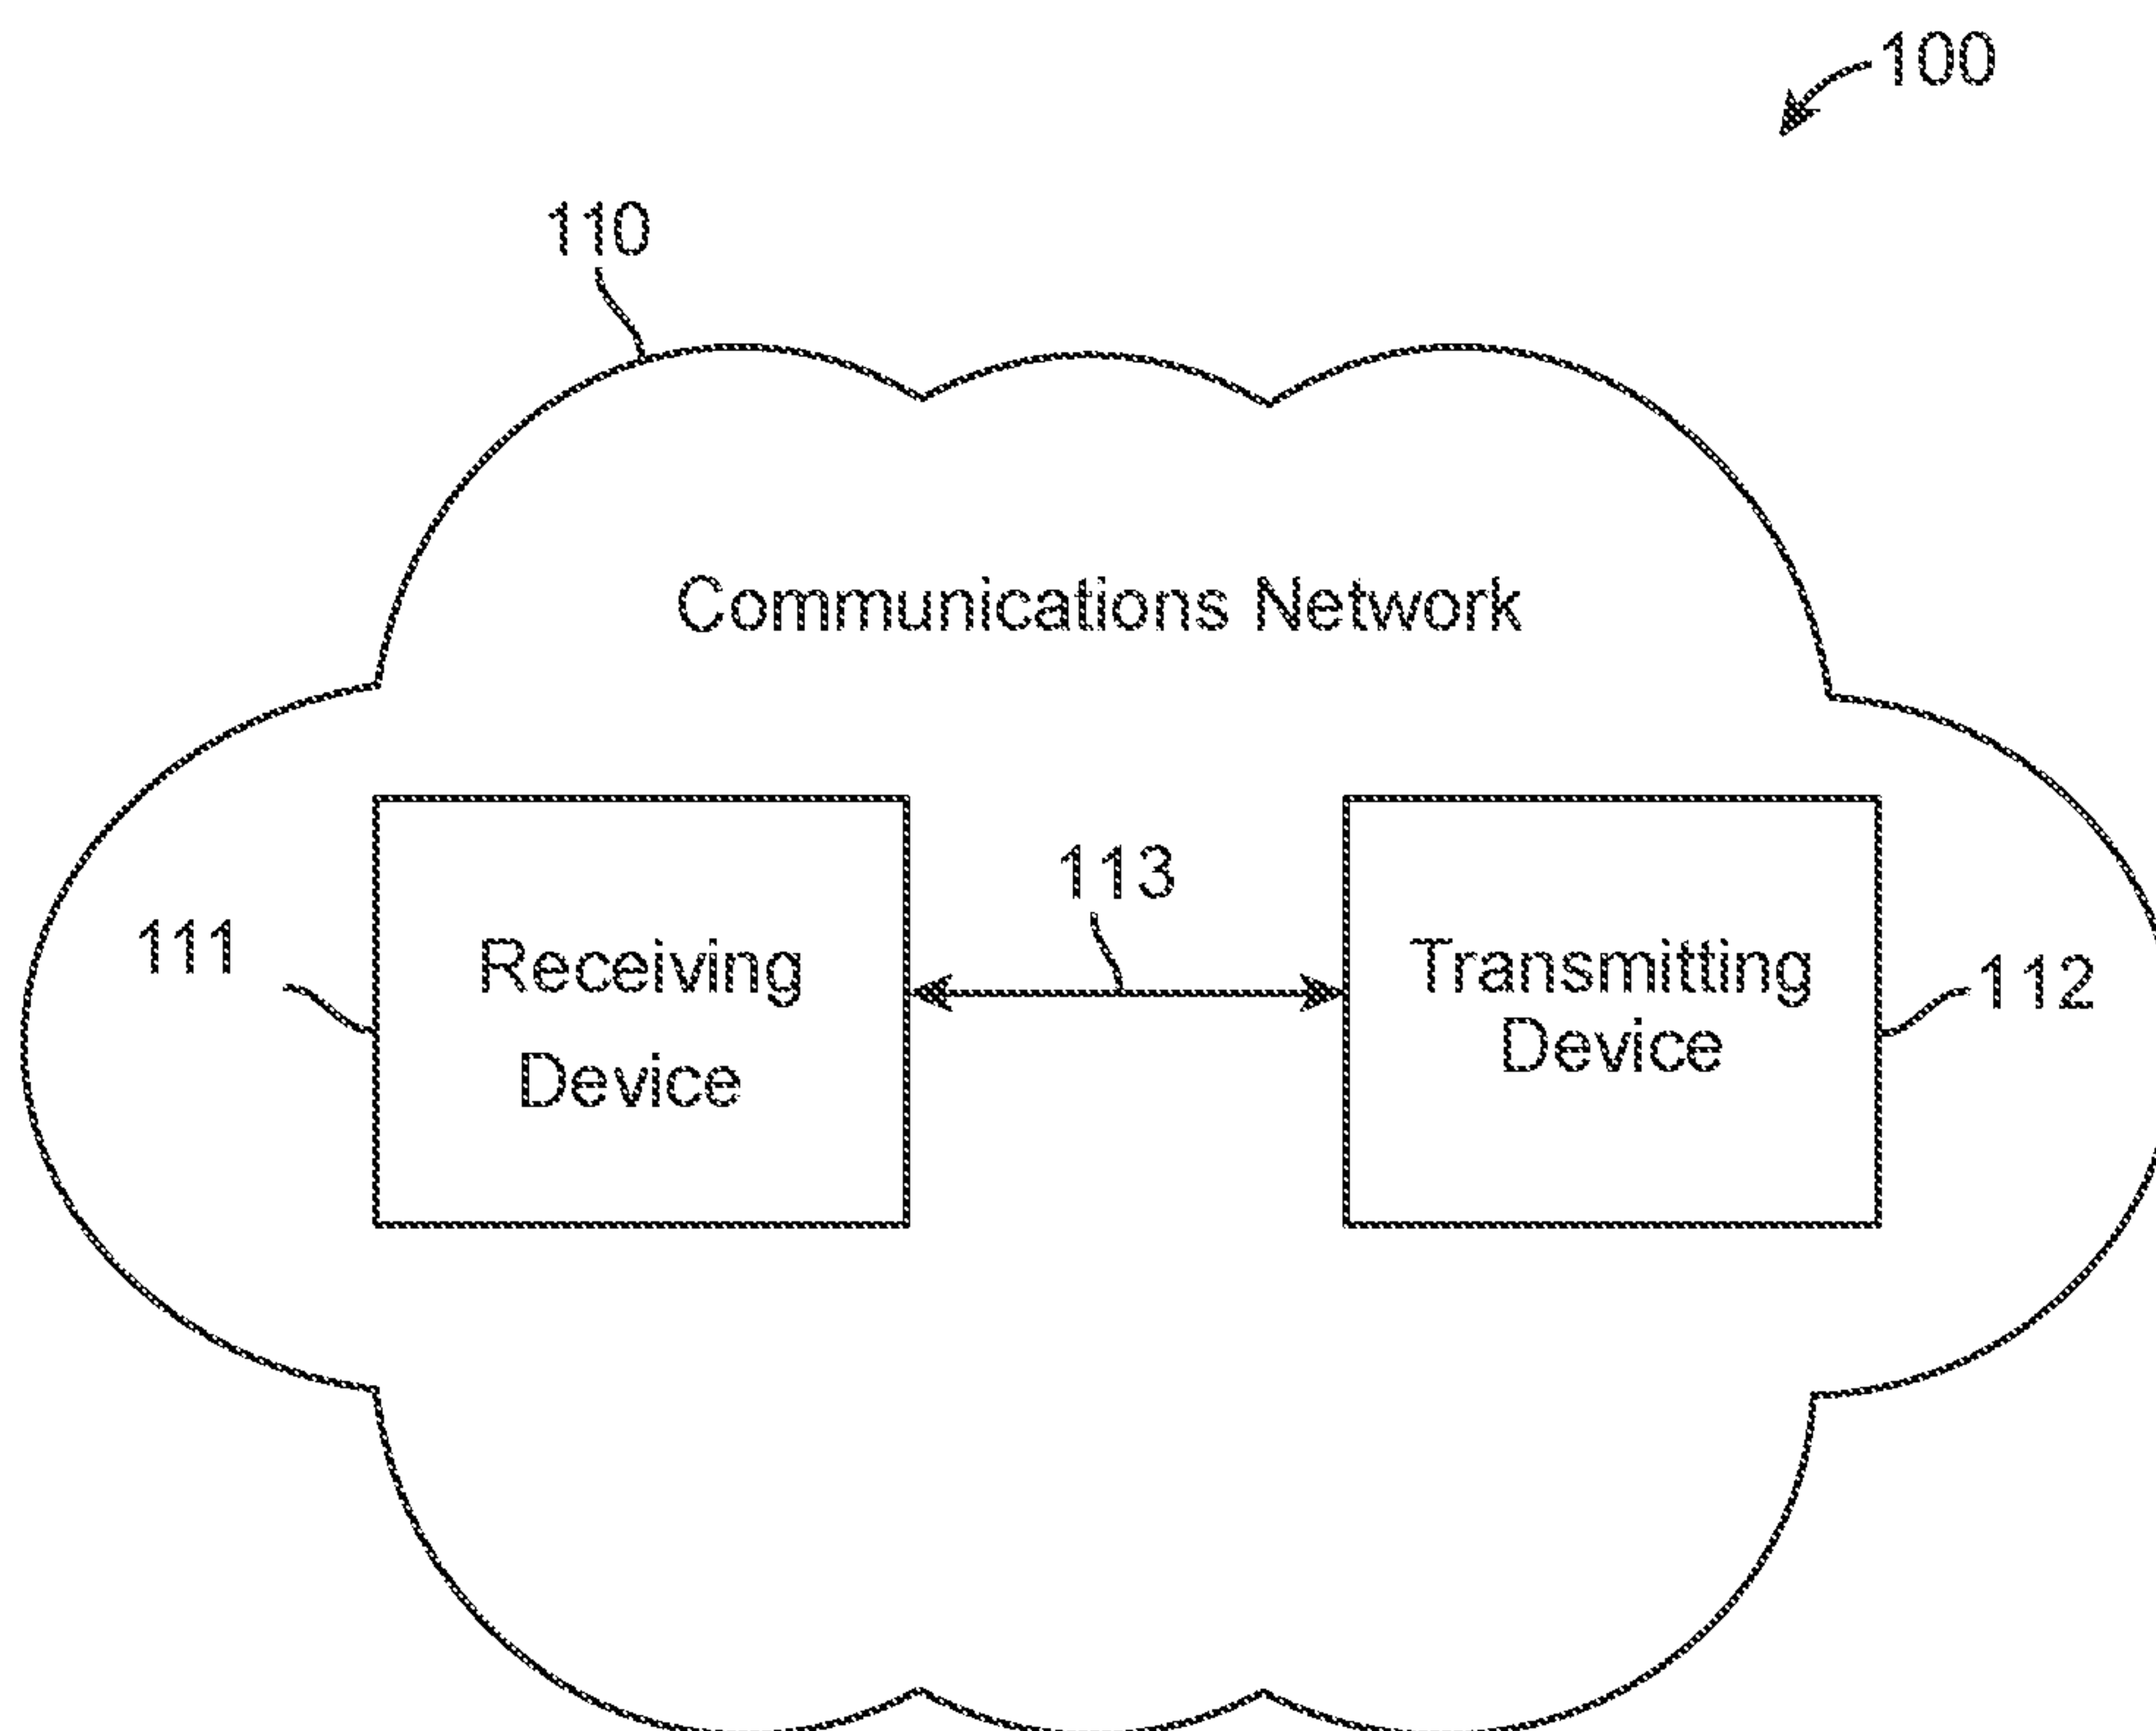 100
110
Communications Network
113
111
Receiving
Device
Transmitting
Device
112